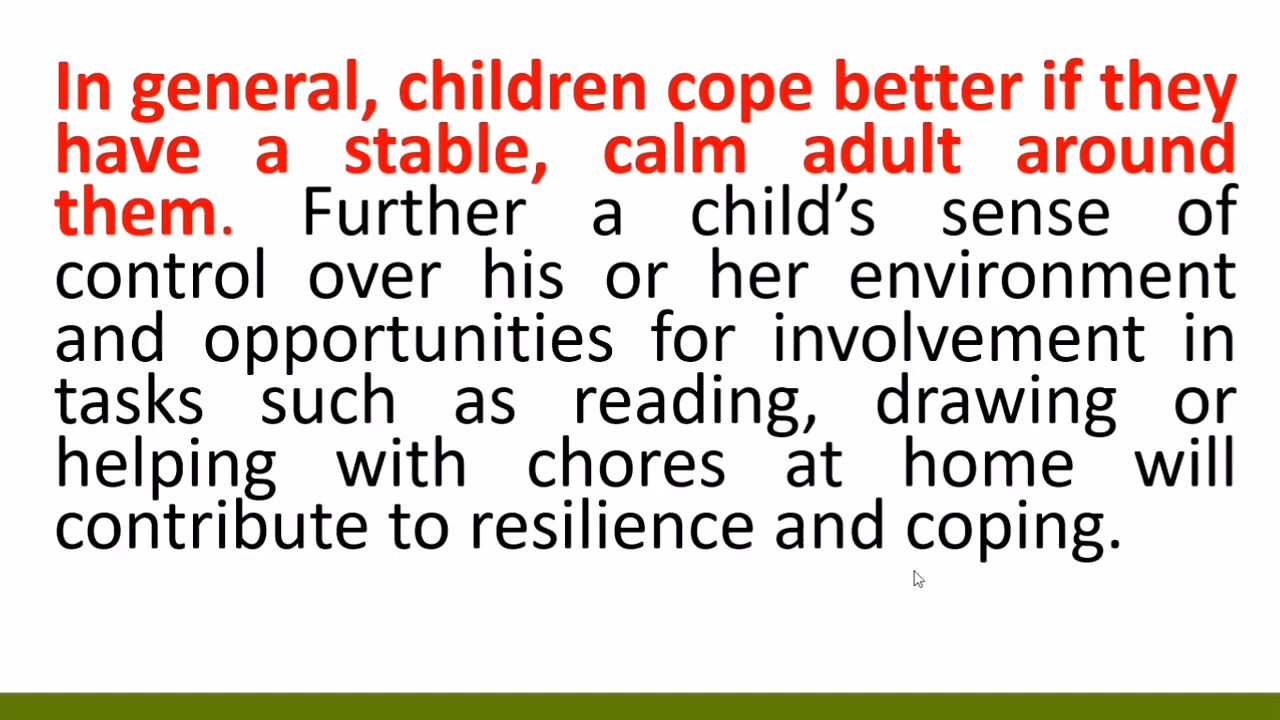 In general, children cope better if they
have a stable, calm adult around
them. Further a child’s sense of
control over his or her environment
and opportunities for involvement in
tasks such as reading, drawing or
helping with chores at home will
contribute to resilience and coping.